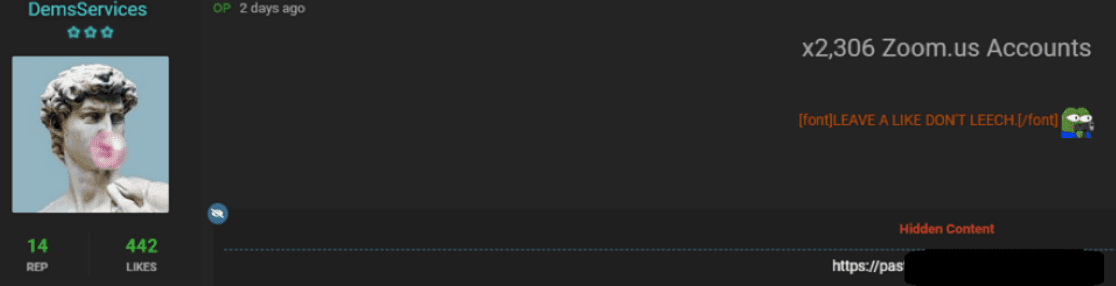 DemsServices
OP 2 days ago
x2,306 Zoom.us Accounts
[font]LEAVE A LIKE DON'T LEECH.[/font]
14
REP
442
LIKES
Hidden Content
https://pas